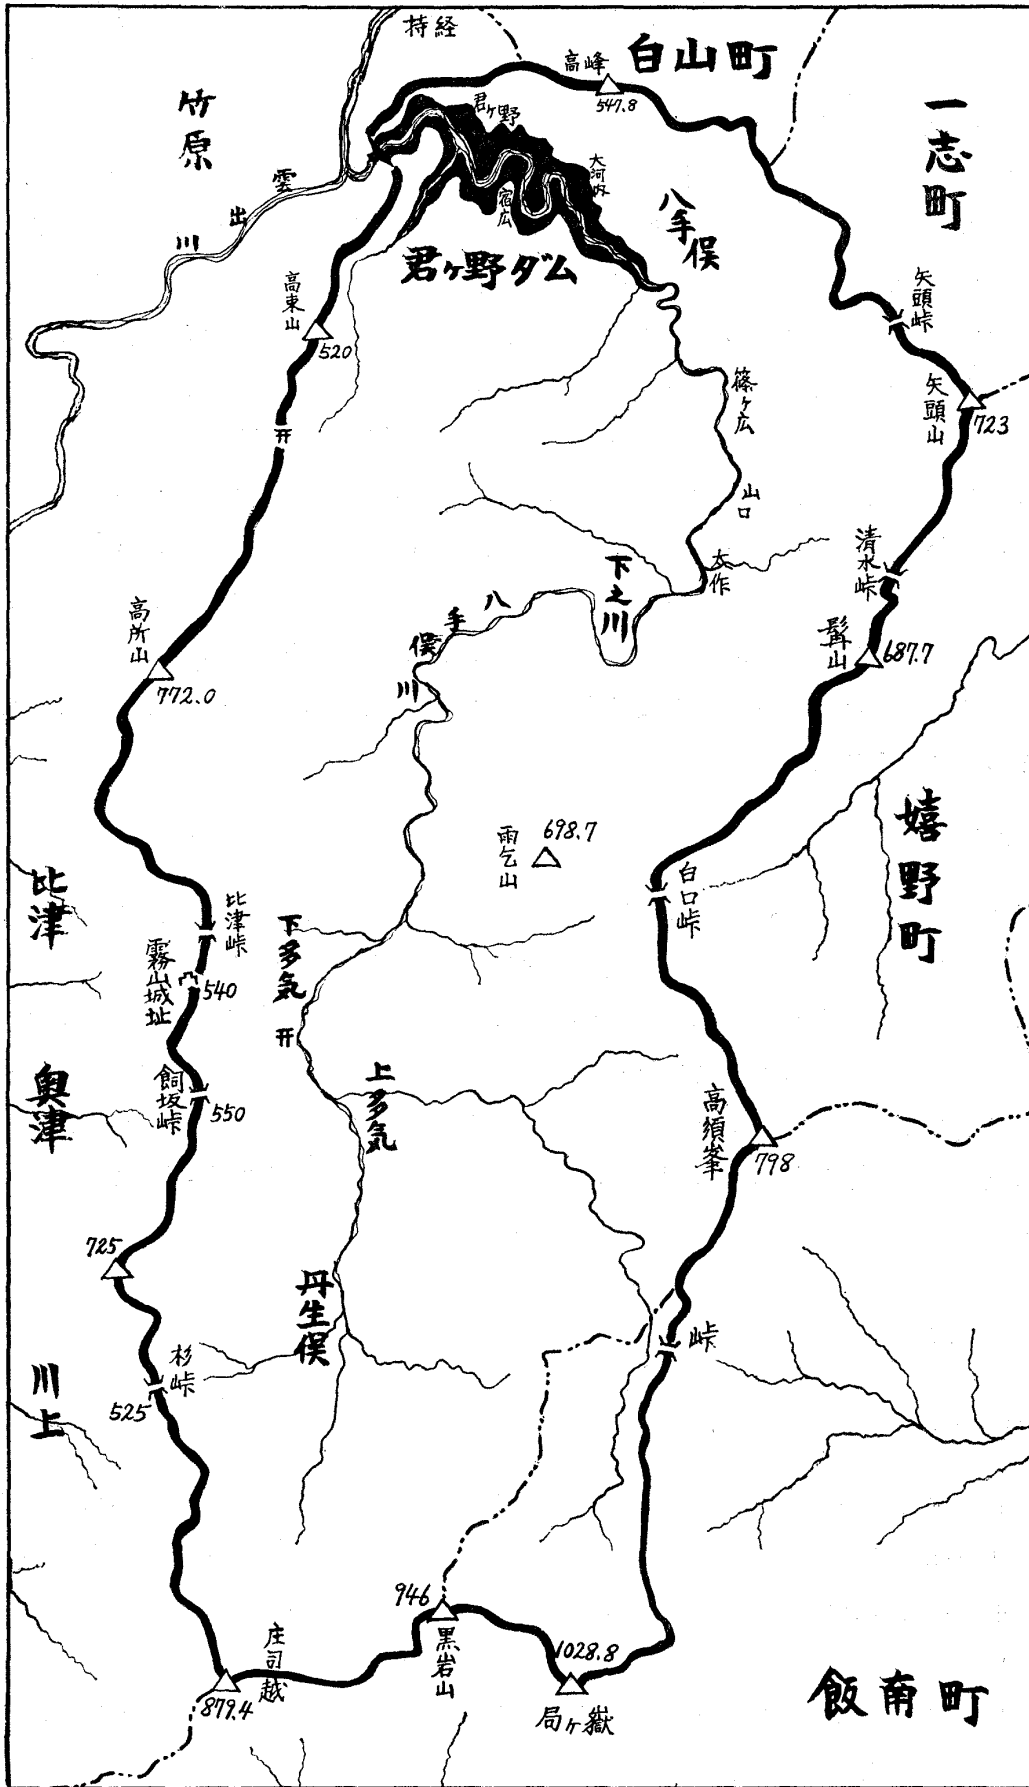 持経
白山町
高峰
547.8
竹原
君ヶ野
一志町
大河内
宿広
雲出川
八手俣
君ヶ野ダム
高東山
520
矢頭峠
矢頭山
723
篠ヶ広
山口
清水峠
太作
下之川
八手俣川
高所山
772.0
髯山
687.7
嬉野町
雨乞山
698.7
白口峠
比津
比津峠
霧山城址
540
下多気
奥津
飼坂峠
550
上多気
高須峯
798
725
丹生俣
峠
川上
杉峠
525
946
黒岩山
庄司越
879.4
1028.8
局ヶ嶽
飯南町